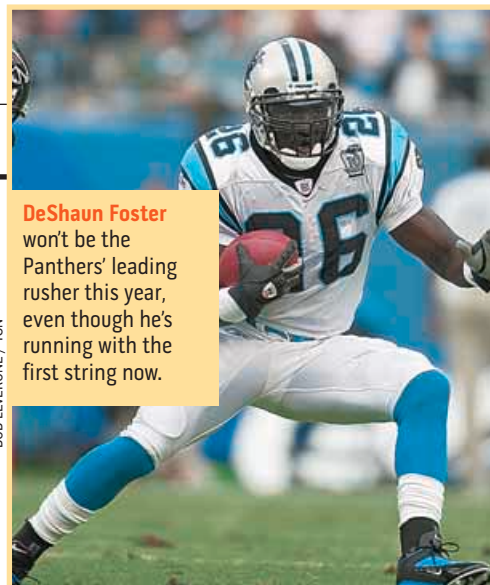 DeShaun Foster
won't be the
Panthers' leading
rusher this year,
even though he's
running with the
first string now.
26
26
26